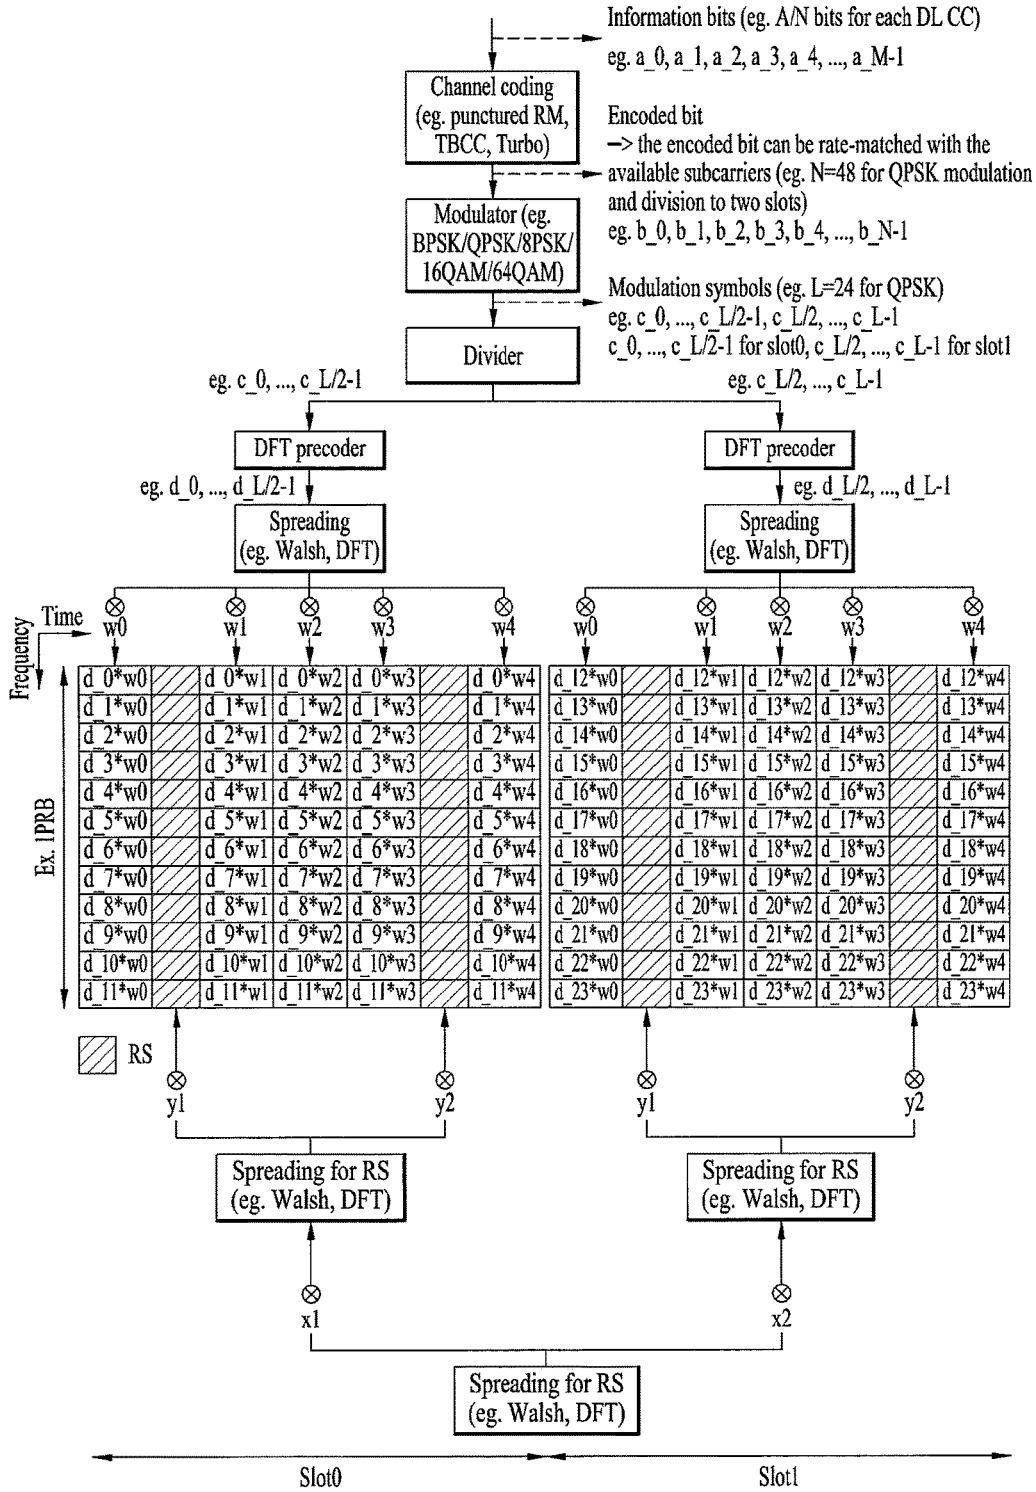 Information bits (eg. A/N bits for each DL CC)
eg. a_0, a_1, a_2, a_3, a_4, ..., a_M-1
Channel coding
(eg. punctured RM,
TBCC, Turbo)
Encoded bit
–> the encoded bit can be rate-matched with the
available subcarriers (eg. N=48 for QPSK modulation
and division to two slots)
eg. b_0, b_1, b_2, b_3, b_4, ..., b_N-1
Modulator (eg.
BPSK/QPSK/8PSK/
16QAM/64QAM)
Modulation symbols (eg. L=24 for QPSK)
eg. c_0, ..., c_L/2-1, c_L/2, ..., c_L-1
c_0, ..., c_L/2-1 for slot0, c_L/2, ..., c_L-1 for slot1
Divider
eg. c_0, ..., c_L/2-1
eg. c_L/2, ..., c_L-1
DFT precoder
DFT precoder
eg. d_0, ..., d_L/2-1
eg. d_L/2, ..., d_L-1
Spreading
(eg. Walsh, DFT)
Spreading
(eg. Walsh, DFT)
Time
Frequency
w0 w1 w2 w3 w4 w0 w1 w2 w3 w4
Ex. 1PRB
d_0*w0 d_0*w1 d_0*w2 d_0*w3 d_0*w4 d_12*w0 d_12*w1 d_12*w2 d_12*w3 d_12*w4
d_1*w0 d_1*w1 d_1*w2 d_1*w3 d_1*w4 d_13*w0 d_13*w1 d_13*w2 d_13*w3 d_13*w4
d_2*w0 d_2*w1 d_2*w2 d_2*w3 d_2*w4 d_14*w0 d_14*w1 d_14*w2 d_14*w3 d_14*w4
d_3*w0 d_3*w1 d_3*w2 d_3*w3 d_3*w4 d_15*w0 d_15*w1 d_15*w2 d_15*w3 d_15*w4
d_4*w0 d_4*w1 d_4*w2 d_4*w3 d_4*w4 d_16*w0 d_16*w1 d_16*w2 d_16*w3 d_16*w4
d_5*w0 d_5*w1 d_5*w2 d_5*w3 d_5*w4 d_17*w0 d_17*w1 d_17*w2 d_17*w3 d_17*w4
d_6*w0 d_6*w1 d_6*w2 d_6*w3 d_6*w4 d_18*w0 d_18*w1 d_18*w2 d_18*w3 d_18*w4
d_7*w0 d_7*w1 d_7*w2 d_7*w3 d_7*w4 d_19*w0 d_19*w1 d_19*w2 d_19*w3 d_19*w4
d_8*w0 d_8*w1 d_8*w2 d_8*w3 d_8*w4 d_20*w0 d_20*w1 d_20*w2 d_20*w3 d_20*w4
d_9*w0 d_9*w1 d_9*w2 d_9*w3 d_9*w4 d_21*w0 d_21*w1 d_21*w2 d_21*w3 d_21*w4
d_10*w0 d_10*w1 d_10*w2 d_10*w3 d_10*w4 d_22*w0 d_22*w1 d_22*w2 d_22*w3 d_22*w4
d_11*w0 d_11*w1 d_11*w2 d_11*w3 d_11*w4 d_23*w0 d_23*w1 d_23*w2 d_23*w3 d_23*w4
RS
y1 y2 y1 y2
Spreading for RS
(eg. Walsh, DFT)
Spreading for RS
(eg. Walsh, DFT)
x1 x2
Spreading for RS
(eg. Walsh, DFT)
Slot0 Slot1